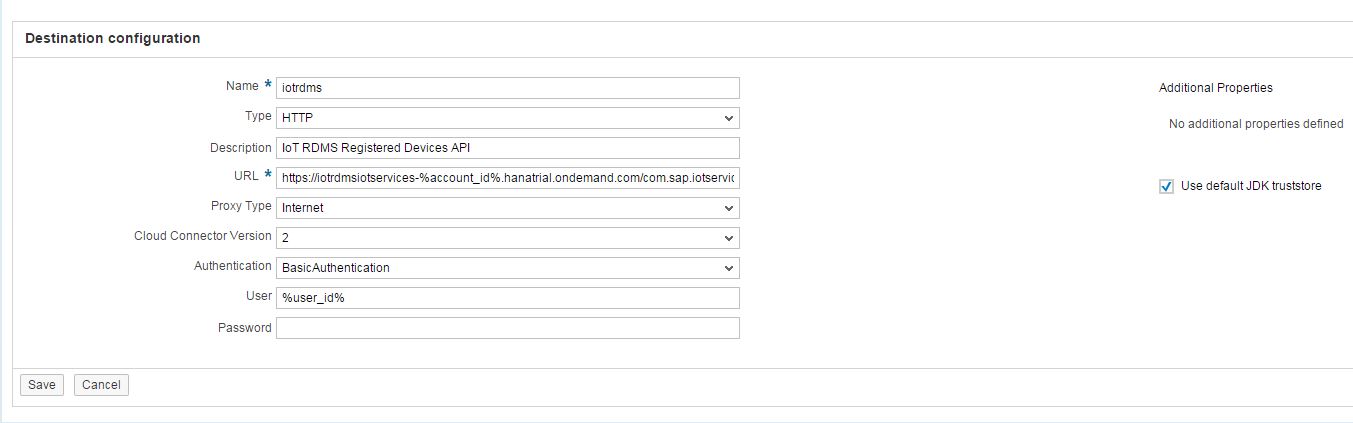 Destination configuration
Name * iotrdms
Type HTTP
Description IoT RDMS Registered Devices API
URL * https://iotrdmsiotservices-%account_id%.hanatrial.ondemand.com/com.sap.iotservic
Proxy Type Internet
Cloud Connector Version 2
Authentication BasicAuthentication
User %user_id%
Password
Additional Properties
No additional properties defined
Use default JDK truststore
Save Cancel